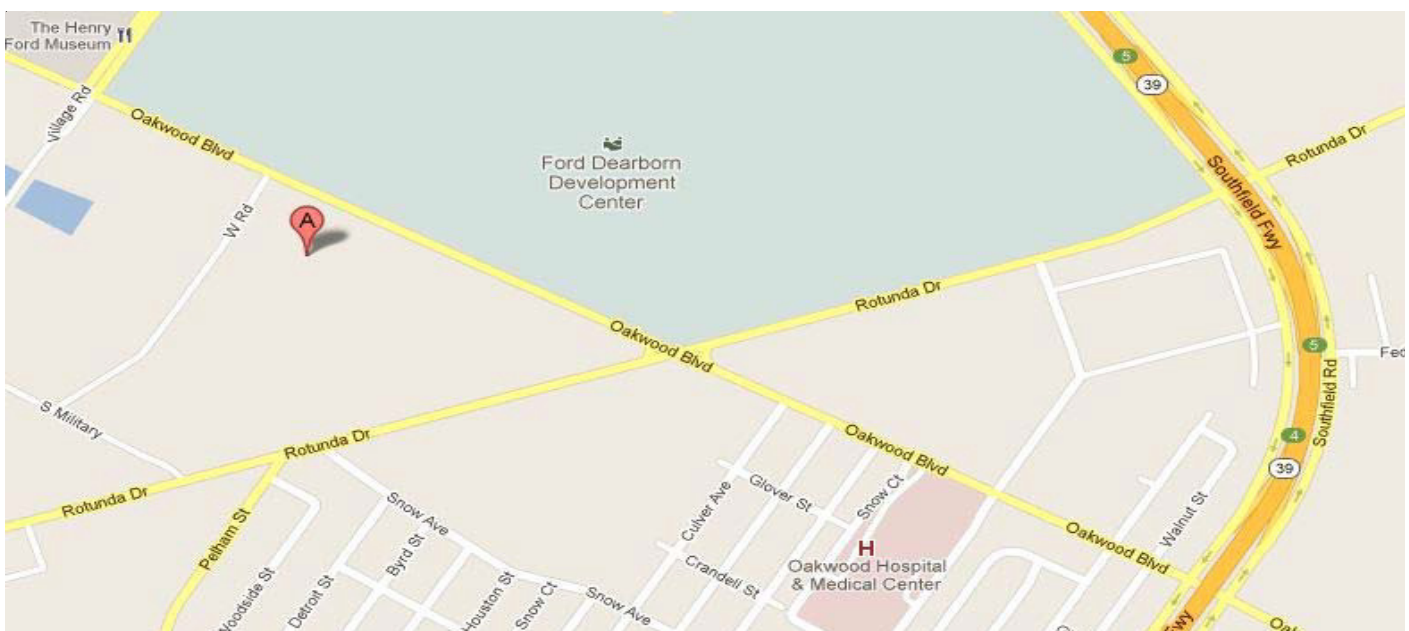 The Henry
Ford Museum
Village Rd
Oakwood Blvd
W Rd
A
Ford Dearborn
Development
Center
5
39
Rotunda Dr
Southfield Fwy
Rotunda Dr
Oakwood Blvd
5
Southfield Rd
Fed
S Military
Rotunda Dr
Rotunda Dr
Oakwood Blvd
4
39
Pelham St
Snow Ave
Culver Ave
Glover St
Snow Ct
Walnut St
Oakwood Blvd
H
Oakwood Hospital
& Medical Center
Crandell St
Woodside St
Detroit St
Byrd St
Houston St
Snow Ct
Snow Ave
Fwy